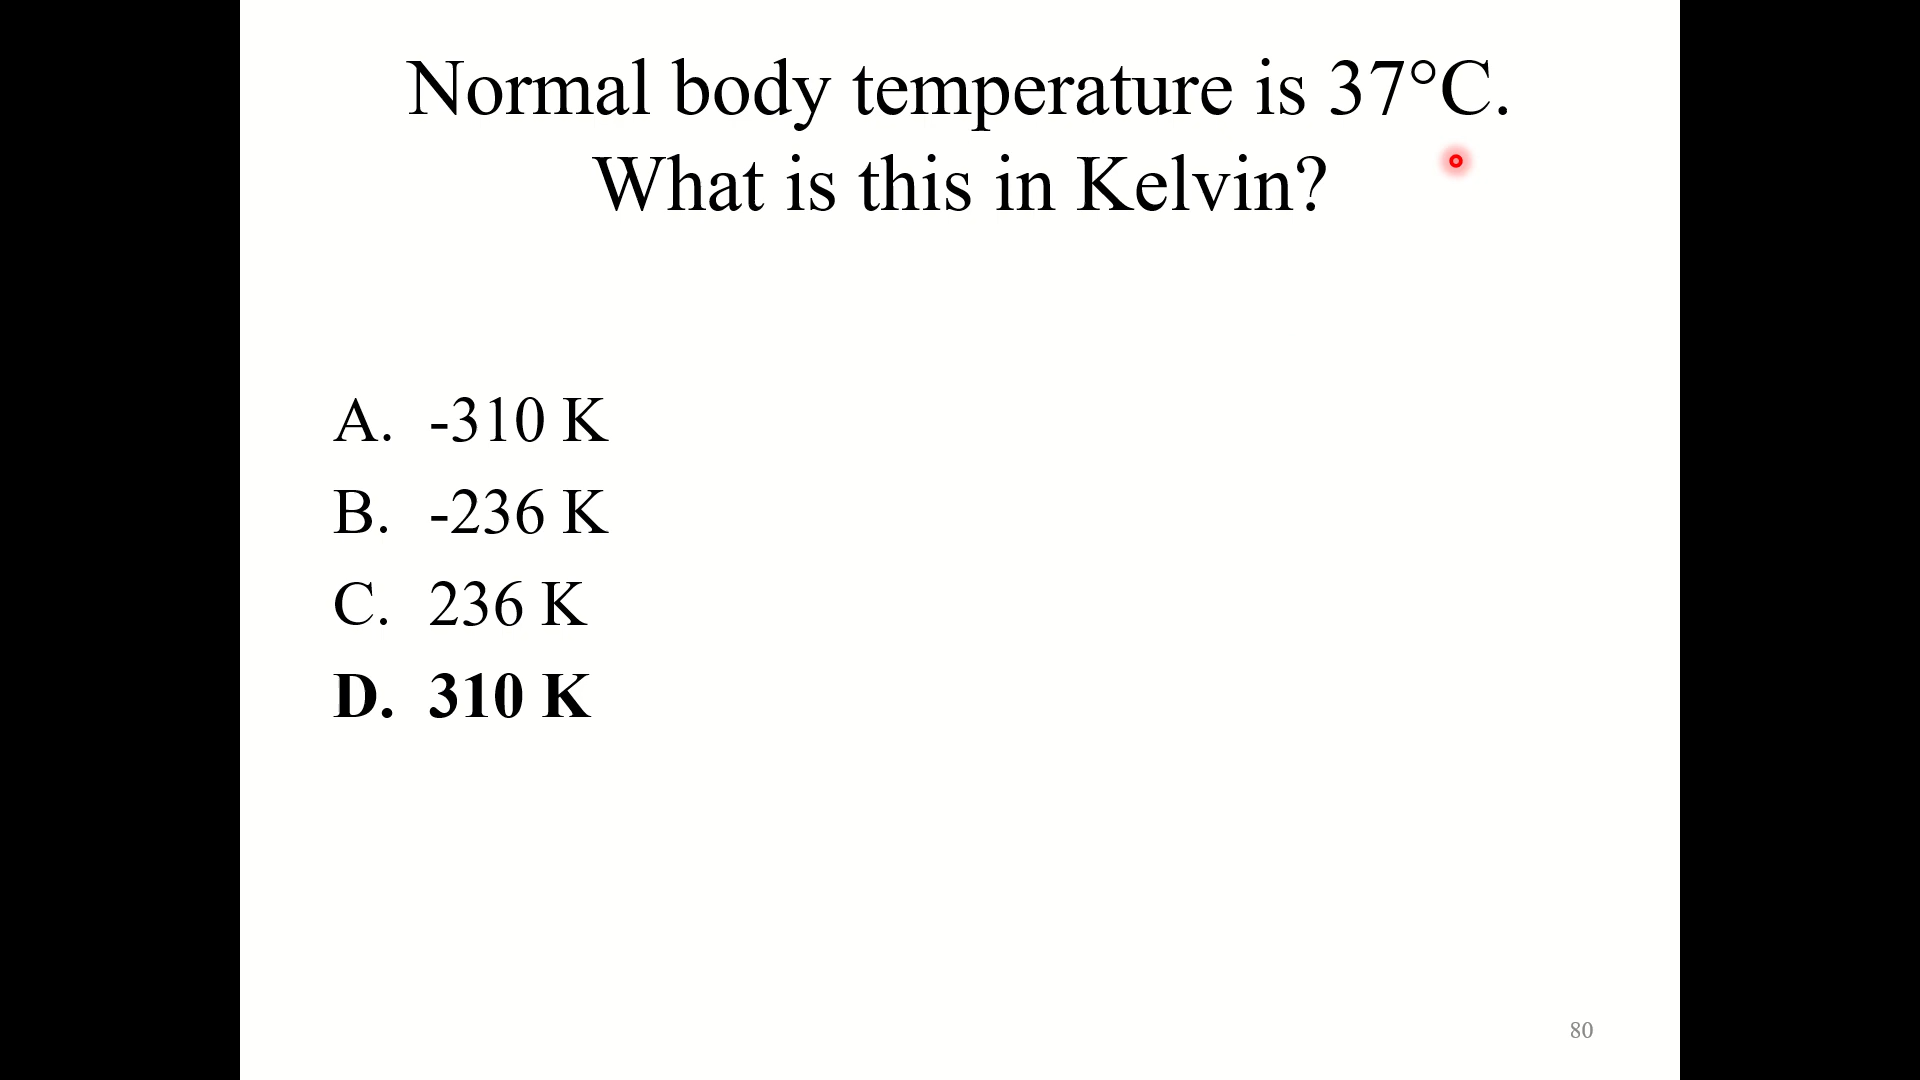 Normal body temperature is 37°C.
What is this in Kelvin?
A. -310 K
B. -236 K
C. 236 K
D. 310 K
80